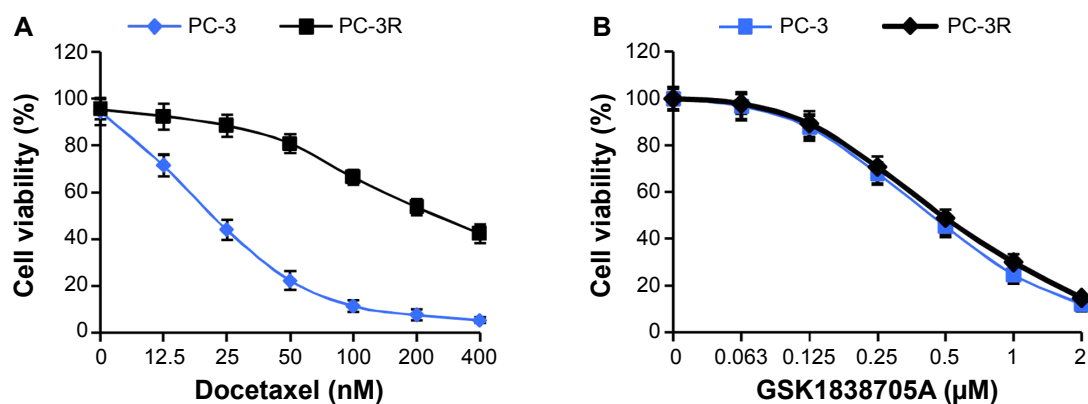 A
PC-3 PC-3R
120
100
80
60
40
20
0
Cell viability (%)
0 12.5 25 50 100 200 400
Docetaxel (nM)
B
PC-3 PC-3R
120
100
80
60
40
20
0
Cell viability (%)
0 0.063 0.125 0.25 0.5 1 2
GSK1838705A (µM)